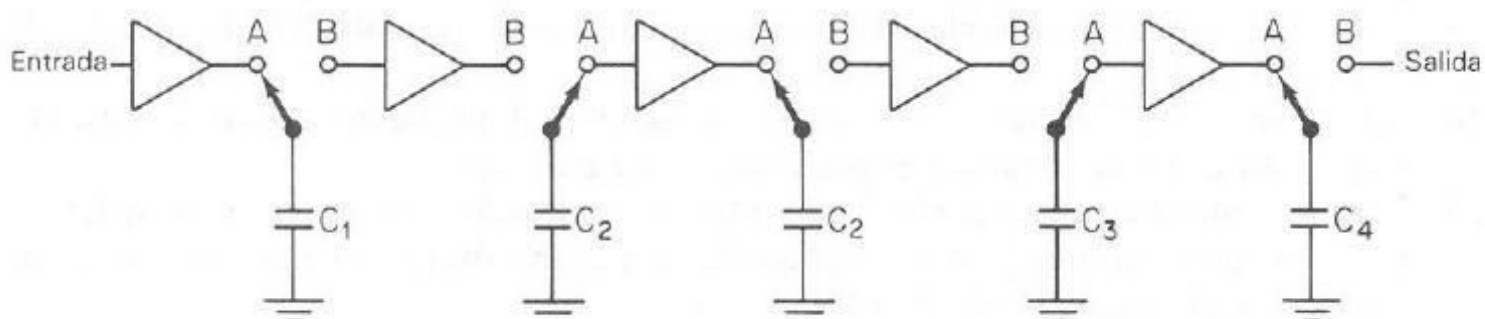 A B B A A B B A A B
Entrada Salida
C1 C2 C2 C3 C4